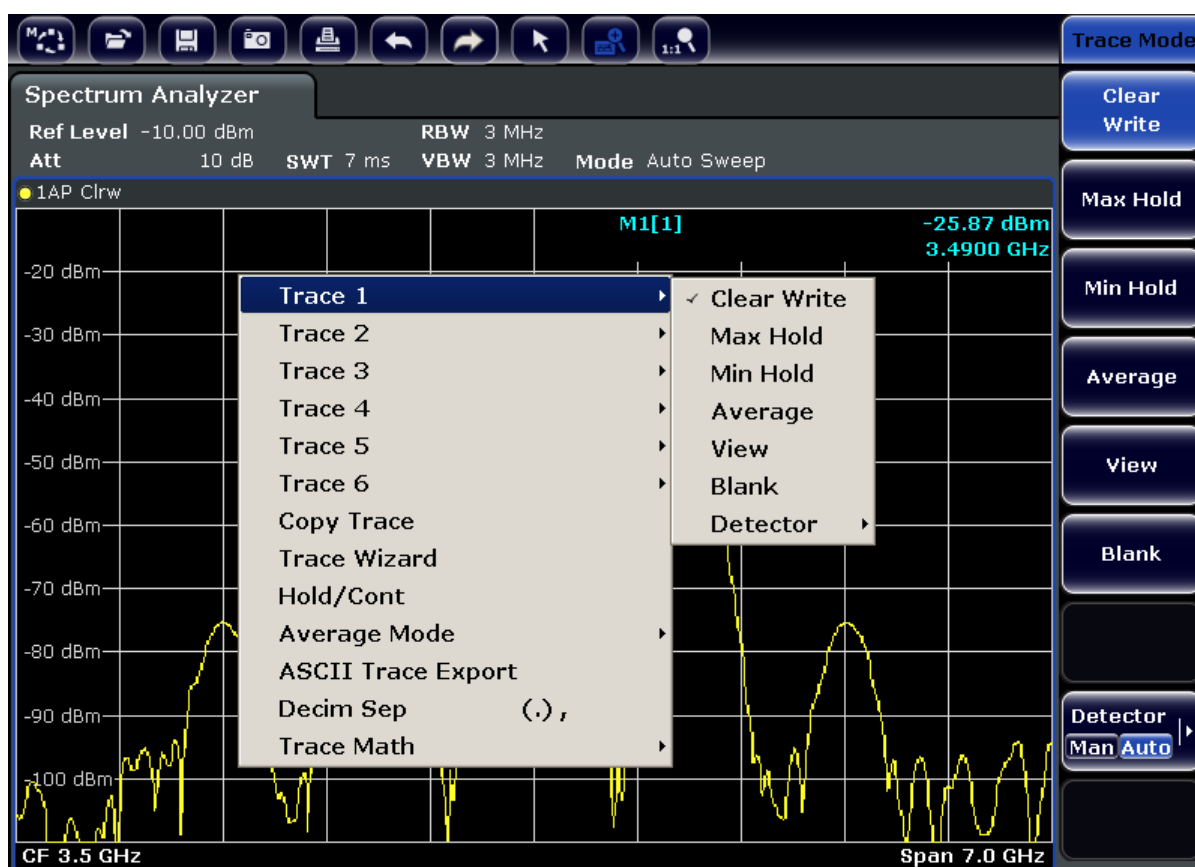 M
1:1
Trace Mode
Spectrum Analyzer
Ref Level -10.00 dBm RBW 3 MHz
Att 10 dB SWT 7 ms VBW 3 MHz Mode Auto Sweep
1AP Clrw
M1[1] -25.87 dBm
3.4900 GHz
-20 dBm
-30 dBm
-40 dBm
-50 dBm
-60 dBm
-70 dBm
-80 dBm
-90 dBm
-100 dBm
Trace 1
Trace 2
Trace 3
Trace 4
Trace 5
Trace 6
Copy Trace
Trace Wizard
Hold/Cont
Average Mode
ASCII Trace Export
Decim Sep (.) ,
Trace Math
✓ Clear Write
Max Hold
Min Hold
Average
View
Blank
Detector
CF 3.5 GHz Span 7.0 GHz
Clear
Write
Max Hold
Min Hold
Average
View
Blank
Detector
Man Auto